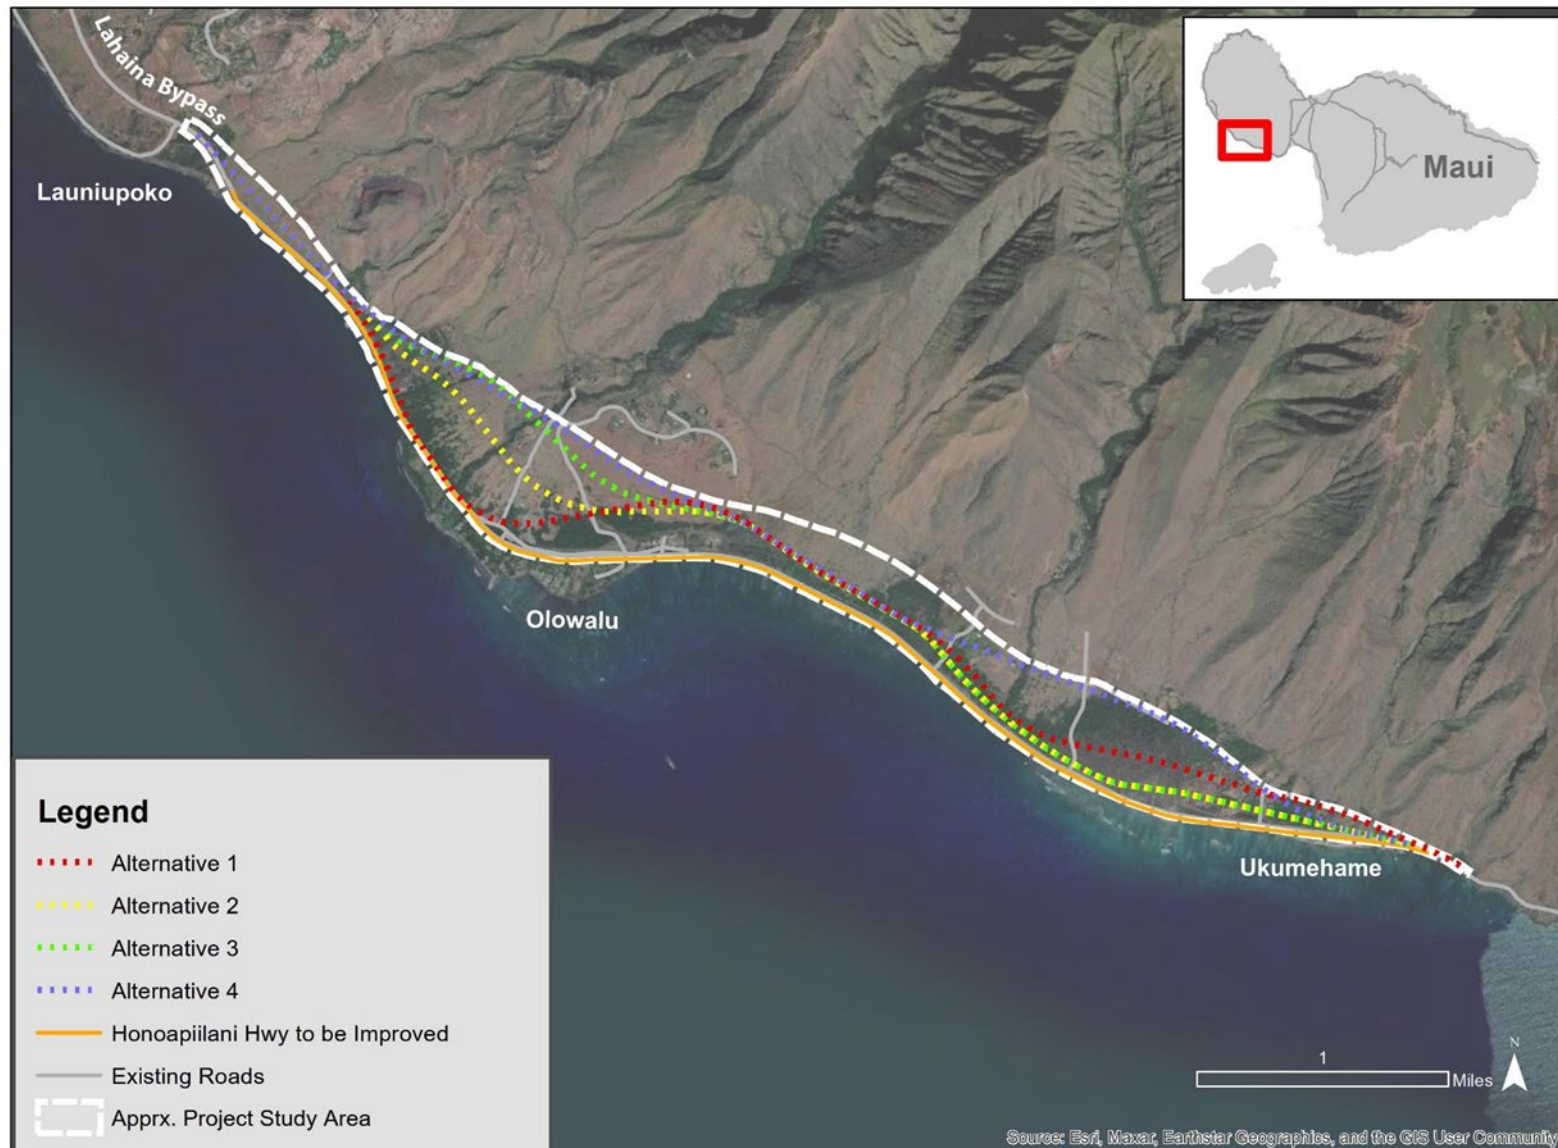 Lahaina Bypass
Launiupoko
Maui
Olowalu
Ukumehame
Legend
Alternative 1
Alternative 2
Alternative 3
Alternative 4
Honoapiilani Hwy to be Improved
Existing Roads
Apprx. Project Study Area
1
Miles
N
Source: Esri, Maxar, Earthstar Geographics, and the GIS User Community